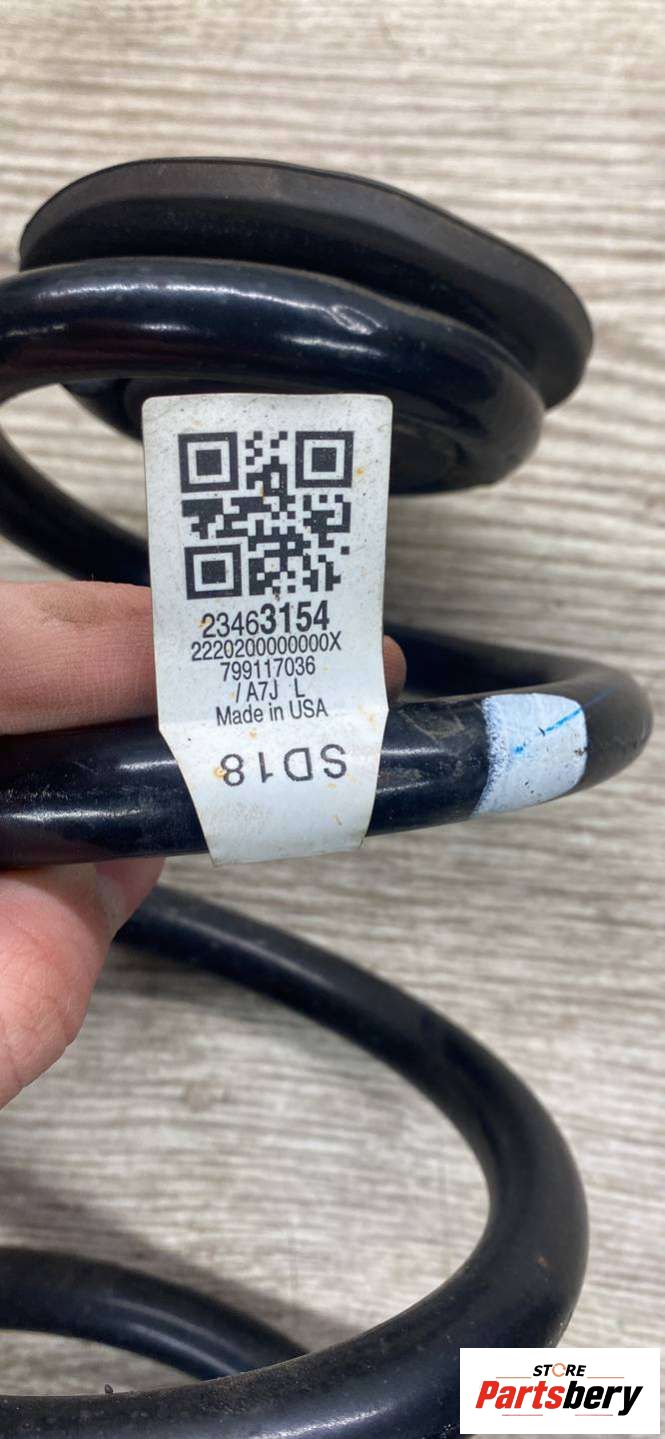 23463154
2220200000000X
799117036
/ A7J L
Made in USA
SD18
STORE
Partsbery